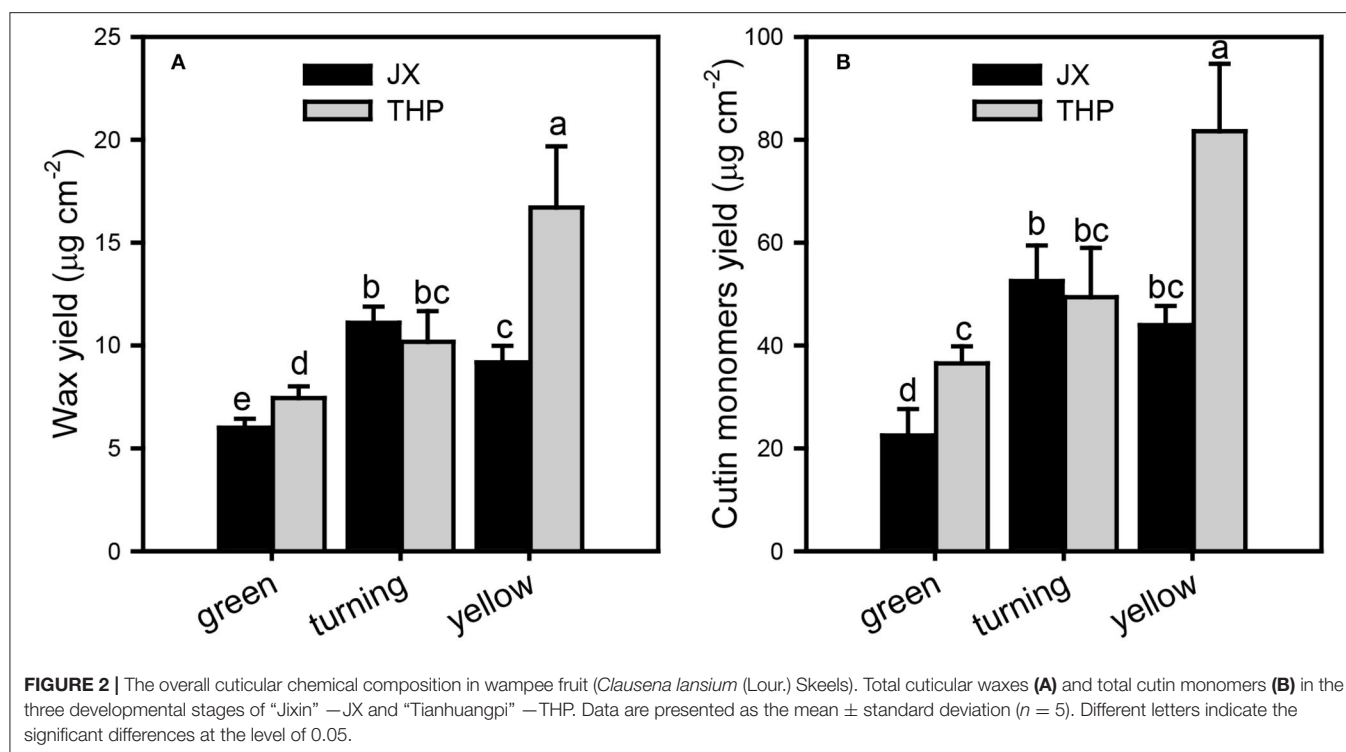 A
JX
THP
Wax yield (µg cm⁻²)
25
20
15
10
5
0
e
d
b
bc
c
a
green
turning
yellow
B
JX
THP
Cutin monomers yield (µg cm⁻²)
100
80
60
40
20
0
d
c
b
bc
bc
a
green
turning
yellow
FIGURE 2 | The overall cuticular chemical composition in wampee fruit (Clausena lansium (Lour.) Skeels). Total cuticular waxes (A) and total cutin monomers (B) in the
three developmental stages of “Jixin” —JX and “Tianhuangpi” —THP. Data are presented as the mean ± standard deviation (n = 5). Different letters indicate the
significant differences at the level of 0.05.